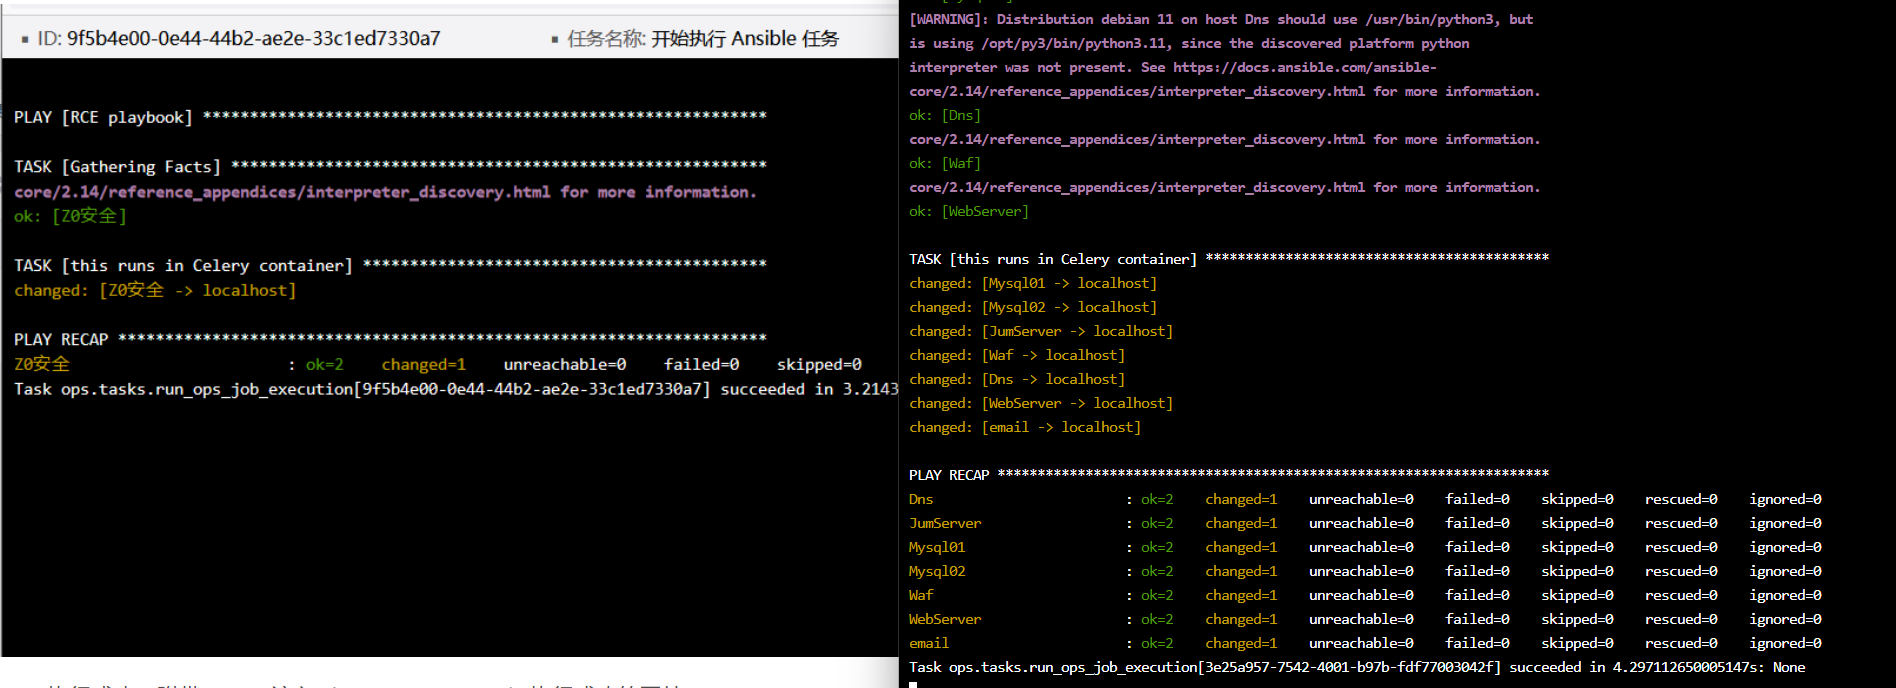 ID: 9f5b4e00-0e44-44b2-ae2e-33c1ed7330a7
任务名称: 开始执行 Ansible 任务
PLAY [RCE playbook] ************************************************************
TASK [Gathering Facts] *********************************************************
core/2.14/reference_appendices/interpreter_discovery.html for more information.
ok: [Z0安全]
TASK [this runs in Celery container] *******************************************
changed: [Z0安全 -> localhost]
PLAY RECAP *********************************************************************
Z0安全 : ok=2 changed=1 unreachable=0 failed=0 skipped=0
Task ops.tasks.run_ops_job_execution[9f5b4e00-0e44-44b2-ae2e-33c1ed7330a7] succeeded in 3.2143
[WARNING]: Distribution debian 11 on host Dns should use /usr/bin/python3, but
is using /opt/py3/bin/python3.11, since the discovered platform python
interpreter was not present. See https://docs.ansible.com/ansible-
core/2.14/reference_appendices/interpreter_discovery.html for more information.
ok: [Dns]
core/2.14/reference_appendices/interpreter_discovery.html for more information.
ok: [Waf]
core/2.14/reference_appendices/interpreter_discovery.html for more information.
ok: [WebServer]
TASK [this runs in Celery container] *******************************************
changed: [Mysql01 -> localhost]
changed: [Mysql02 -> localhost]
changed: [JumServer -> localhost]
changed: [Waf -> localhost]
changed: [Dns -> localhost]
changed: [WebServer -> localhost]
changed: [email -> localhost]
PLAY RECAP *********************************************************************
Dns : ok=2 changed=1 unreachable=0 failed=0 skipped=0 rescued=0 ignored=0
JumServer : ok=2 changed=1 unreachable=0 failed=0 skipped=0 rescued=0 ignored=0
Mysql01 : ok=2 changed=1 unreachable=0 failed=0 skipped=0 rescued=0 ignored=0
Mysql02 : ok=2 changed=1 unreachable=0 failed=0 skipped=0 rescued=0 ignored=0
Waf : ok=2 changed=1 unreachable=0 failed=0 skipped=0 rescued=0 ignored=0
WebServer : ok=2 changed=1 unreachable=0 failed=0 skipped=0 rescued=0 ignored=0
email : ok=2 changed=1 unreachable=0 failed=0 skipped=0 rescued=0 ignored=0
Task ops.tasks.run_ops_job_execution[3e25a957-7542-4001-b97b-fdf77003042f] succeeded in 4.297112650005147s: None